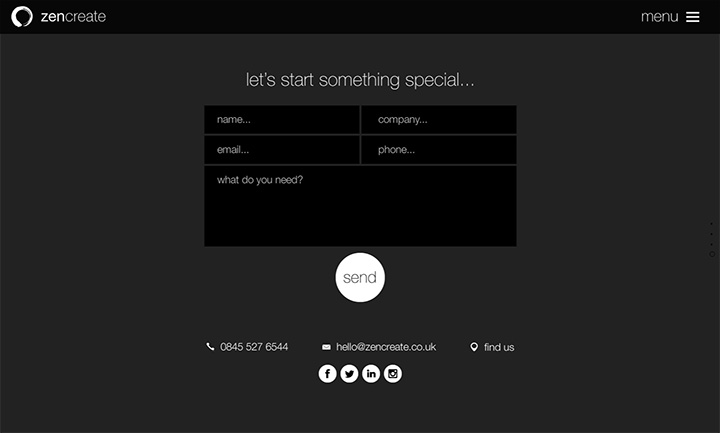 zencreate
menu
let's start something special...
name...
company...
email...
phone...
what do you need?
send
0845 527 6544
hello@zencreate.co.uk
find us